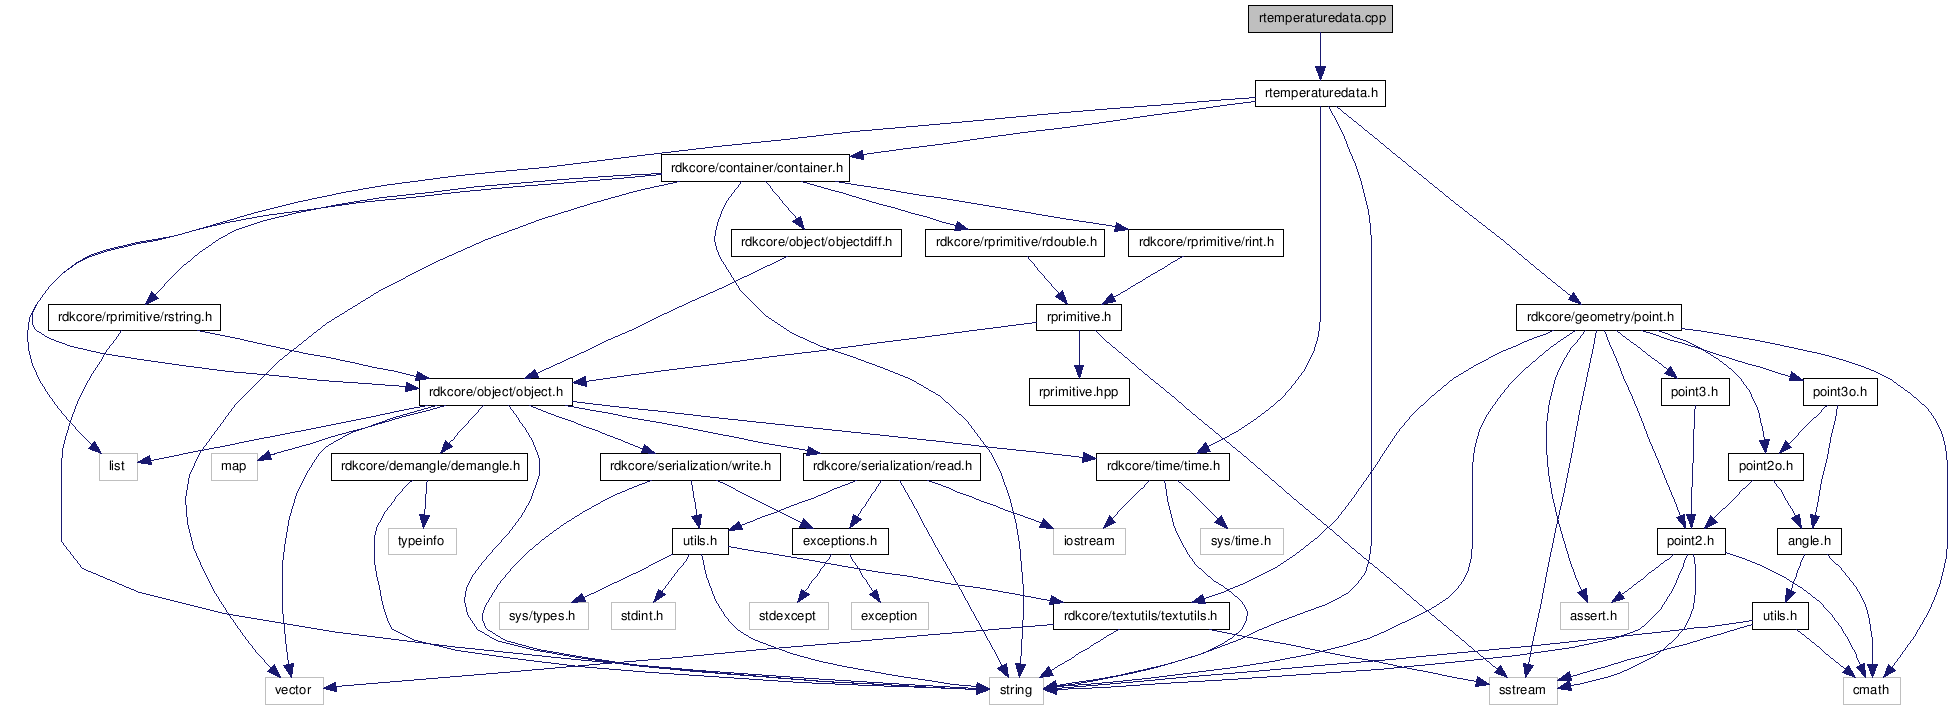 rtemperaturedata.cpp
rtemperaturedata.h
rdkcore/container/container.h
rdkcore/object/objectdiff.h
rdkcore/rprimitive/rdouble.h
rdkcore/rprimitive/rint.h
rdkcore/rprimitive/rstring.h
rprimitive.h
rdkcore/geometry/point.h
rdkcore/object/object.h
rprimitive.hpp
point3.h
point3o.h
list
map
rdkcore/demangle/demangle.h
rdkcore/serialization/write.h
rdkcore/serialization/read.h
rdkcore/time/time.h
point2o.h
typeinfo
utils.h
exceptions.h
iostream
sys/time.h
point2.h
angle.h
sys/types.h
stdint.h
stdexcept
exception
rdkcore/textutils/textutils.h
assert.h
utils.h
vector
string
sstream
cmath